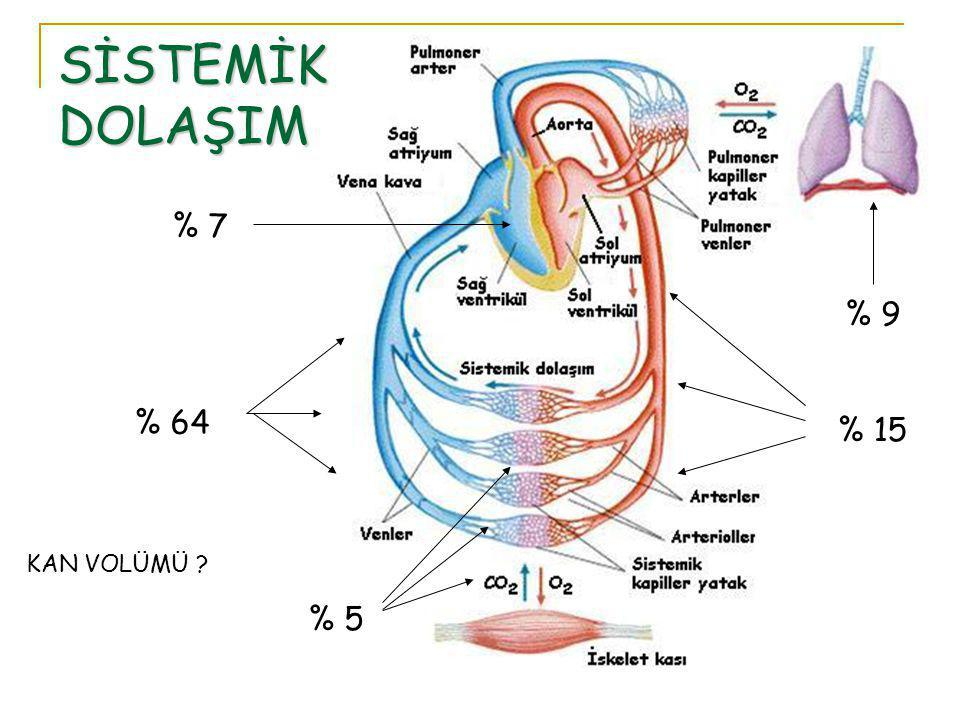 SİSTEMİK
DOLAŞIM
Pulmoner
arter
O2
CO2
Aorta
Sağ
atriyum
Vena kava
Pulmoner
kapiller
yatak
Pulmoner
venler
% 7
Sol
atriyum
Sağ
ventrikül
Sol
ventrikül
% 9
Sistemik dolaşım
% 64
% 15
Arterler
Venler
Arterioller
KAN VOLÜMÜ ?
Sistemik
kapiller yatak
CO2
O2
% 5
İskelet kası